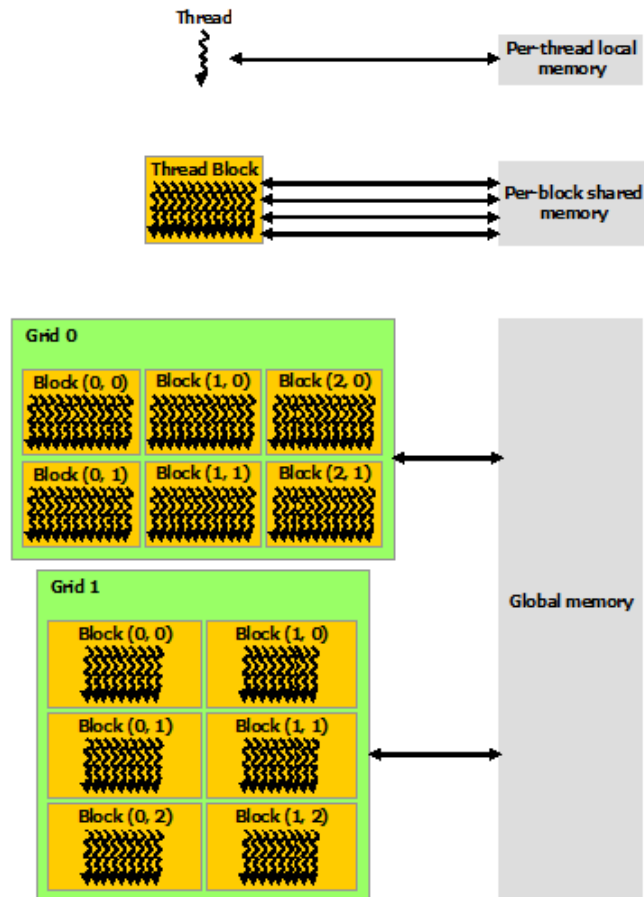 Thread
Per-thread local
memory
Thread Block
Per-block shared
memory
Grid 0
Block (0, 0)
Block (1, 0)
Block (2, 0)
Block (0, 1)
Block (1, 1)
Block (2, 1)
Global memory
Grid 1
Block (0, 0)
Block (1, 0)
Block (0, 1)
Block (1, 1)
Block (0, 2)
Block (1, 2)